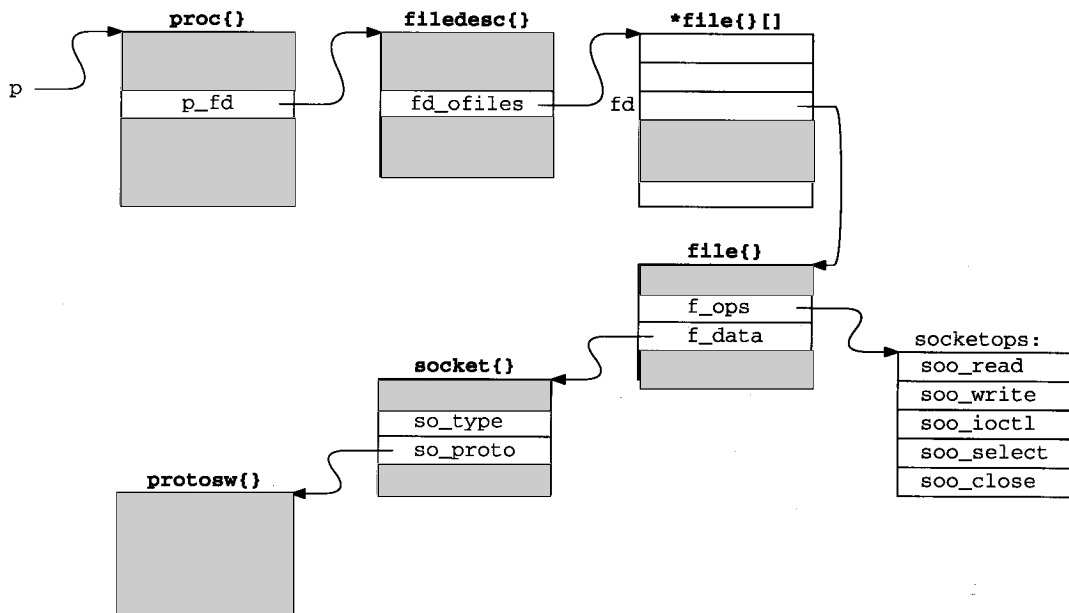 proc{}
filedesc{}
*file{}[]
p
p_fd
fd_ofiles
fd
file{}
f_ops
f_data
socketops:
soo_read
soo_write
soo_ioctl
soo_select
soo_close
socket{}
so_type
so_proto
protosw{}